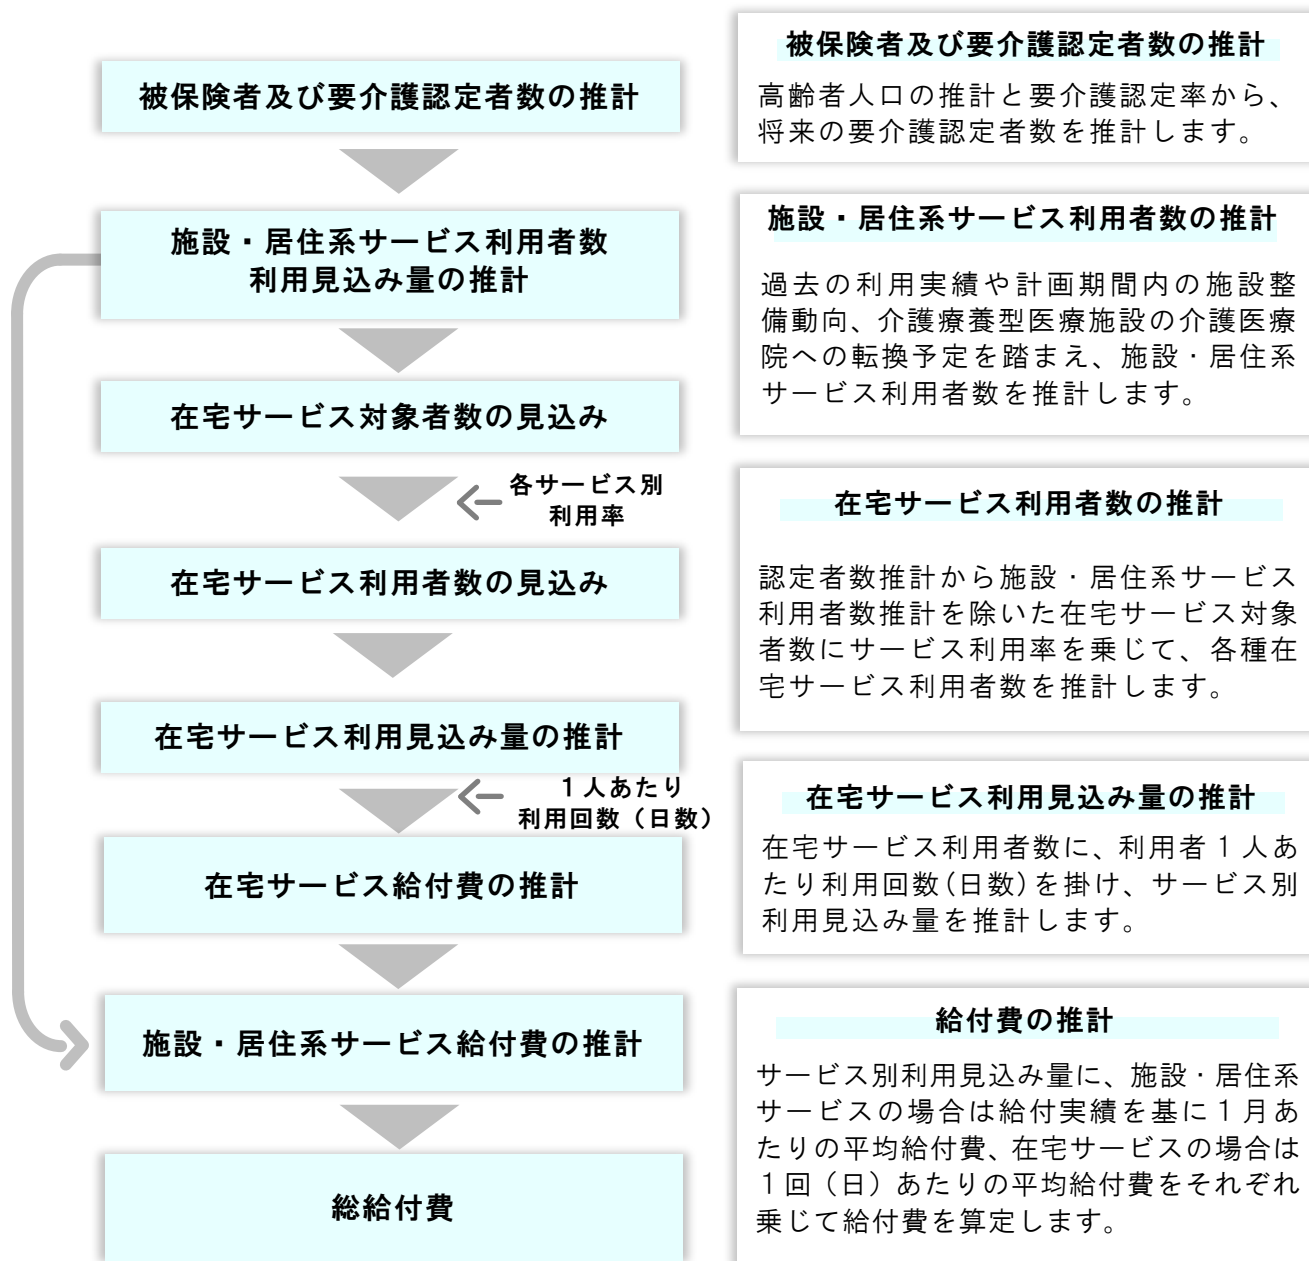 被保険者及び要介護認定者数の推計
施設・居住系サービス利用者数
利用見込み量の推計
在宅サービス対象者数の見込み
各サービス別
利用率
在宅サービス利用者数の見込み
在宅サービス利用見込み量の推計
１人あたり
利用回数（日数）
在宅サービス給付費の推計
施設・居住系サービス給付費の推計
総給付費
被保険者及び要介護認定者数の推計
高齢者人口の推計と要介護認定率から、
将来の要介護認定者数を推計します。
施設・居住系サービス利用者数の推計
過去の利用実績や計画期間内の施設整
備動向、介護療養型医療施設の介護医療
院への転換予定を踏まえ、施設・居住系
サービス利用者数を推計します。
在宅サービス利用者数の推計
認定者数推計から施設・居住系サービス
利用者数推計を除いた在宅サービス対象
者数にサービス利用率を乗じて、各種在
宅サービス利用者数を推計します。
在宅サービス利用見込み量の推計
在宅サービス利用者数に、利用者１人あ
たり利用回数(日数)を掛け、サービス別
利用見込み量を推計します。
給付費の推計
サービス別利用見込み量に、施設・居住系
サービスの場合は給付実績を基に１月あ
たりの平均給付費、在宅サービスの場合は
１回（日）あたりの平均給付費をそれぞれ
乗じて給付費を算定します。